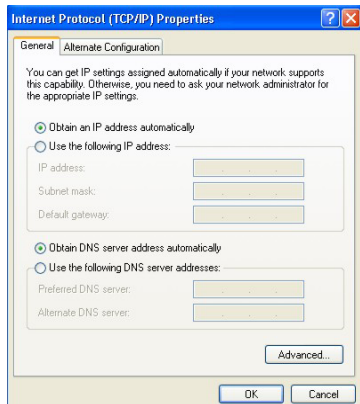 Internet Protocol (TCP/IP) Properties
General
Alternate Configuration
You can get IP settings assigned automatically if your network supports
this capability. Otherwise, you need to ask your network administrator for
the appropriate IP settings.
Obtain an IP address automatically
Use the following IP address:
IP address:
Subnet mask:
Default gateway:
Obtain DNS server address automatically
Use the following DNS server addresses:
Preferred DNS server:
Alternate DNS server:
Advanced...
OK
Cancel